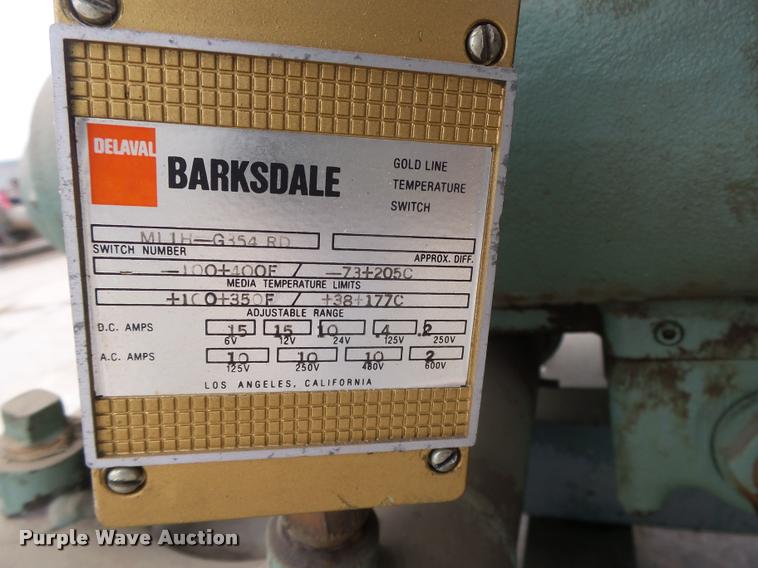 DELAVAL
BARKSDALE
GOLD LINE
TEMPERATURE
SWITCH
ML1H-G354 RD
SWITCH NUMBER
APPROX. DIFF.
- -100+400F / -73+205C
MEDIA TEMPERATURE LIMITS
+100+350F / +38+177C
ADJUSTABLE RANGE
D.C. AMPS 15 15 10 .4 .2
6V 12V 24V 125V 250V
A.C. AMPS 10 10 10 2
125V 250V 480V 600V
LOS ANGELES, CALIFORNIA
Purple Wave Auction